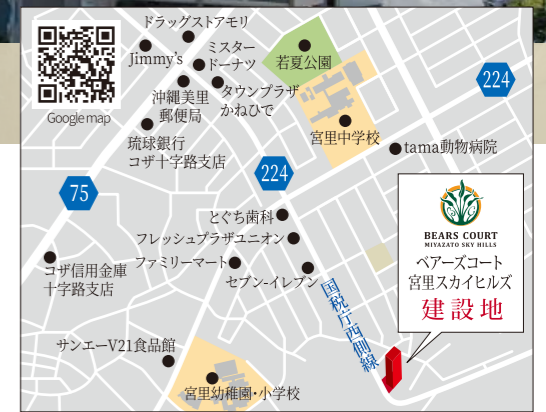 Google map
ドラッグストアモリ
Jimmy's
ミスター
ドーナツ
沖縄美里
郵便局
タウンプラザ
かねひで
琉球銀行
コザ十字路支店
若夏公園
宮里中学校
224
tama動物病院
224
75
とぐち歯科
フレッシュプラザユニオン
ファミリーマート
セブン-イレブン
コザ信用金庫
十字路支店
国税庁西側線
サンエーV21食品館
宮里幼稚園・小学校
BEARS COURT
MIYAZATO SKY HILLS
ベアーズコート
宮里スカイヒルズ
建設地